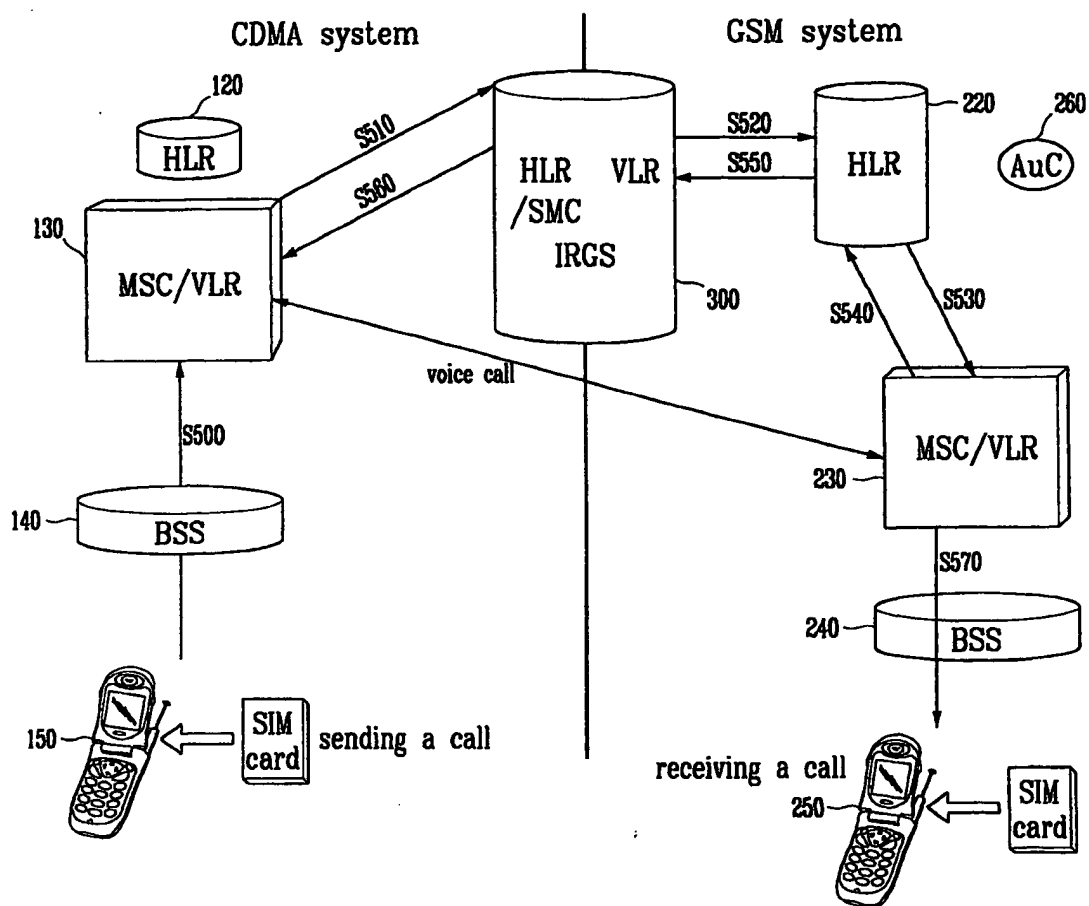 CDMA system
GSM system
120
HLR
S510
S560
HLR VLR
/SMC
IRGS
300
S520
S550
220
HLR
260
AuC
130
MSC/VLR
S540
S530
voice call
MSC/VLR
230
S500
140
BSS
S570
240
BSS
150
SIM
card
sending a call
receiving a call
250
SIM
card